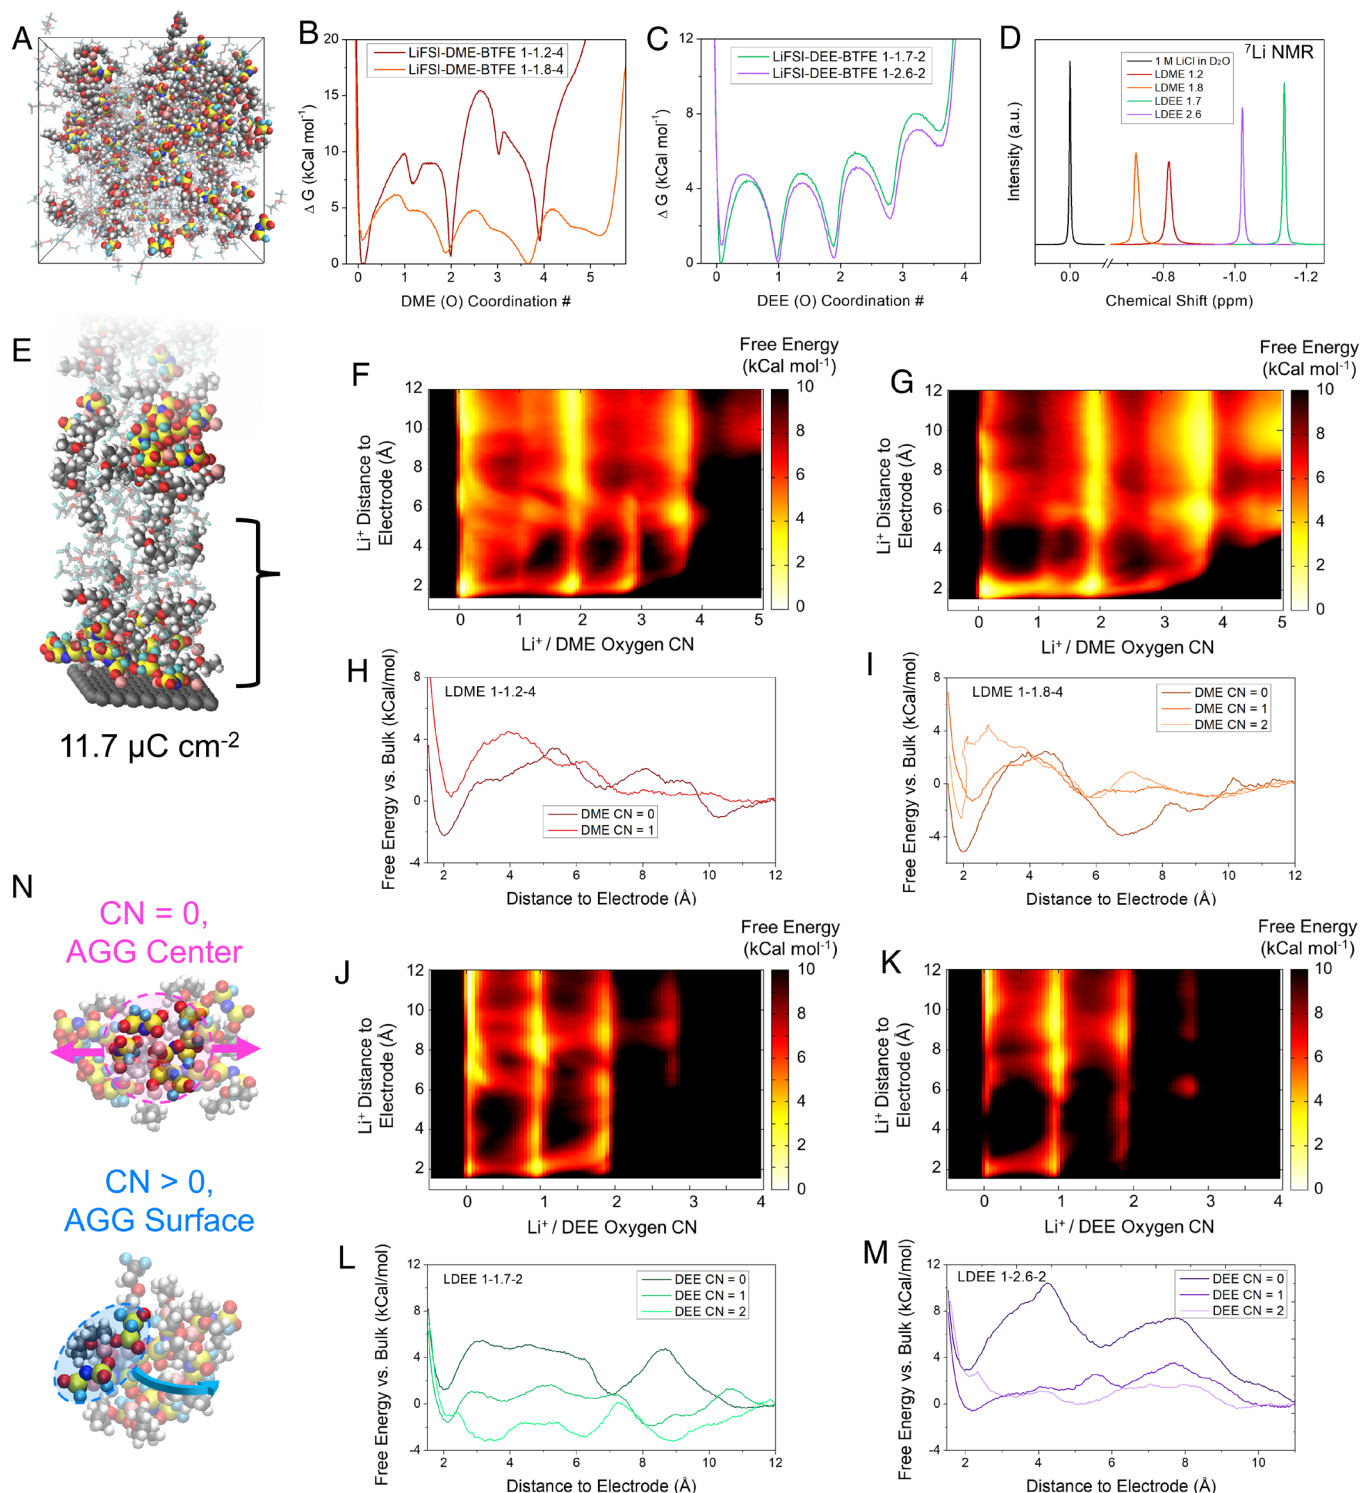 A
B
20
15
10
5
0
Δ G (kCal mol-1)
LiFSI-DME-BTFE 1-1.2-4
LiFSI-DME-BTFE 1-1.8-4
0 1 2 3 4 5
DME (O) Coordination #
C
12
8
4
0
Δ G (kCal mol-1)
LiFSI-DEE-BTFE 1-1.7-2
LiFSI-DEE-BTFE 1-2.6-2
0 1 2 3 4
DEE (O) Coordination #
D
7Li NMR
Intensity (a.u.)
1 M LiCl in D2O
LDME 1.2
LDME 1.8
LDEE 1.7
LDEE 2.6
0.0 -0.8 -1.0 -1.2
Chemical Shift (ppm)
E
11.7 µC cm-2
F
Free Energy
(kCal mol-1)
12
10
8
6
4
2
Li+ Distance to
Electrode (Å)
10
8
6
4
2
0
0 1 2 3 4 5
Li+ / DME Oxygen CN
G
Free Energy
(kCal mol-1)
12
10
8
6
4
2
Li+ Distance to
Electrode (Å)
10
8
6
4
2
0
0 1 2 3 4 5
Li+ / DME Oxygen CN
H
8
4
0
-4
Free Energy vs. Bulk (kCal/mol)
LDME 1-1.2-4
DME CN = 0
DME CN = 1
2 4 6 8 10 12
Distance to Electrode (Å)
I
8
4
0
-4
Free Energy vs. Bulk (kCal/mol)
LDME 1-1.8-4
DME CN = 0
DME CN = 1
DME CN = 2
2 4 6 8 10 12
Distance to Electrode (Å)
N
CN = 0,
AGG Center
CN > 0,
AGG Surface
J
Free Energy
(kCal mol-1)
12
10
8
6
4
2
Li+ Distance to
Electrode (Å)
10
8
6
4
2
0
0 1 2 3 4
Li+ / DEE Oxygen CN
K
Free Energy
(kCal mol-1)
12
10
8
6
4
2
Li+ Distance to
Electrode (Å)
10
8
6
4
2
0
0 1 2 3 4
Li+ / DEE Oxygen CN
L
12
8
4
0
-4
Free Energy vs. Bulk (kCal/mol)
LDEE 1-1.7-2
DEE CN = 0
DEE CN = 1
DEE CN = 2
2 4 6 8 10 12
Distance to Electrode (Å)
M
12
8
4
0
-4
Free Energy vs. Bulk (kCal/mol)
LDEE 1-2.6-2
DEE CN = 0
DEE CN = 1
DEE CN = 2
2 4 6 8 10
Distance to Electrode (Å)